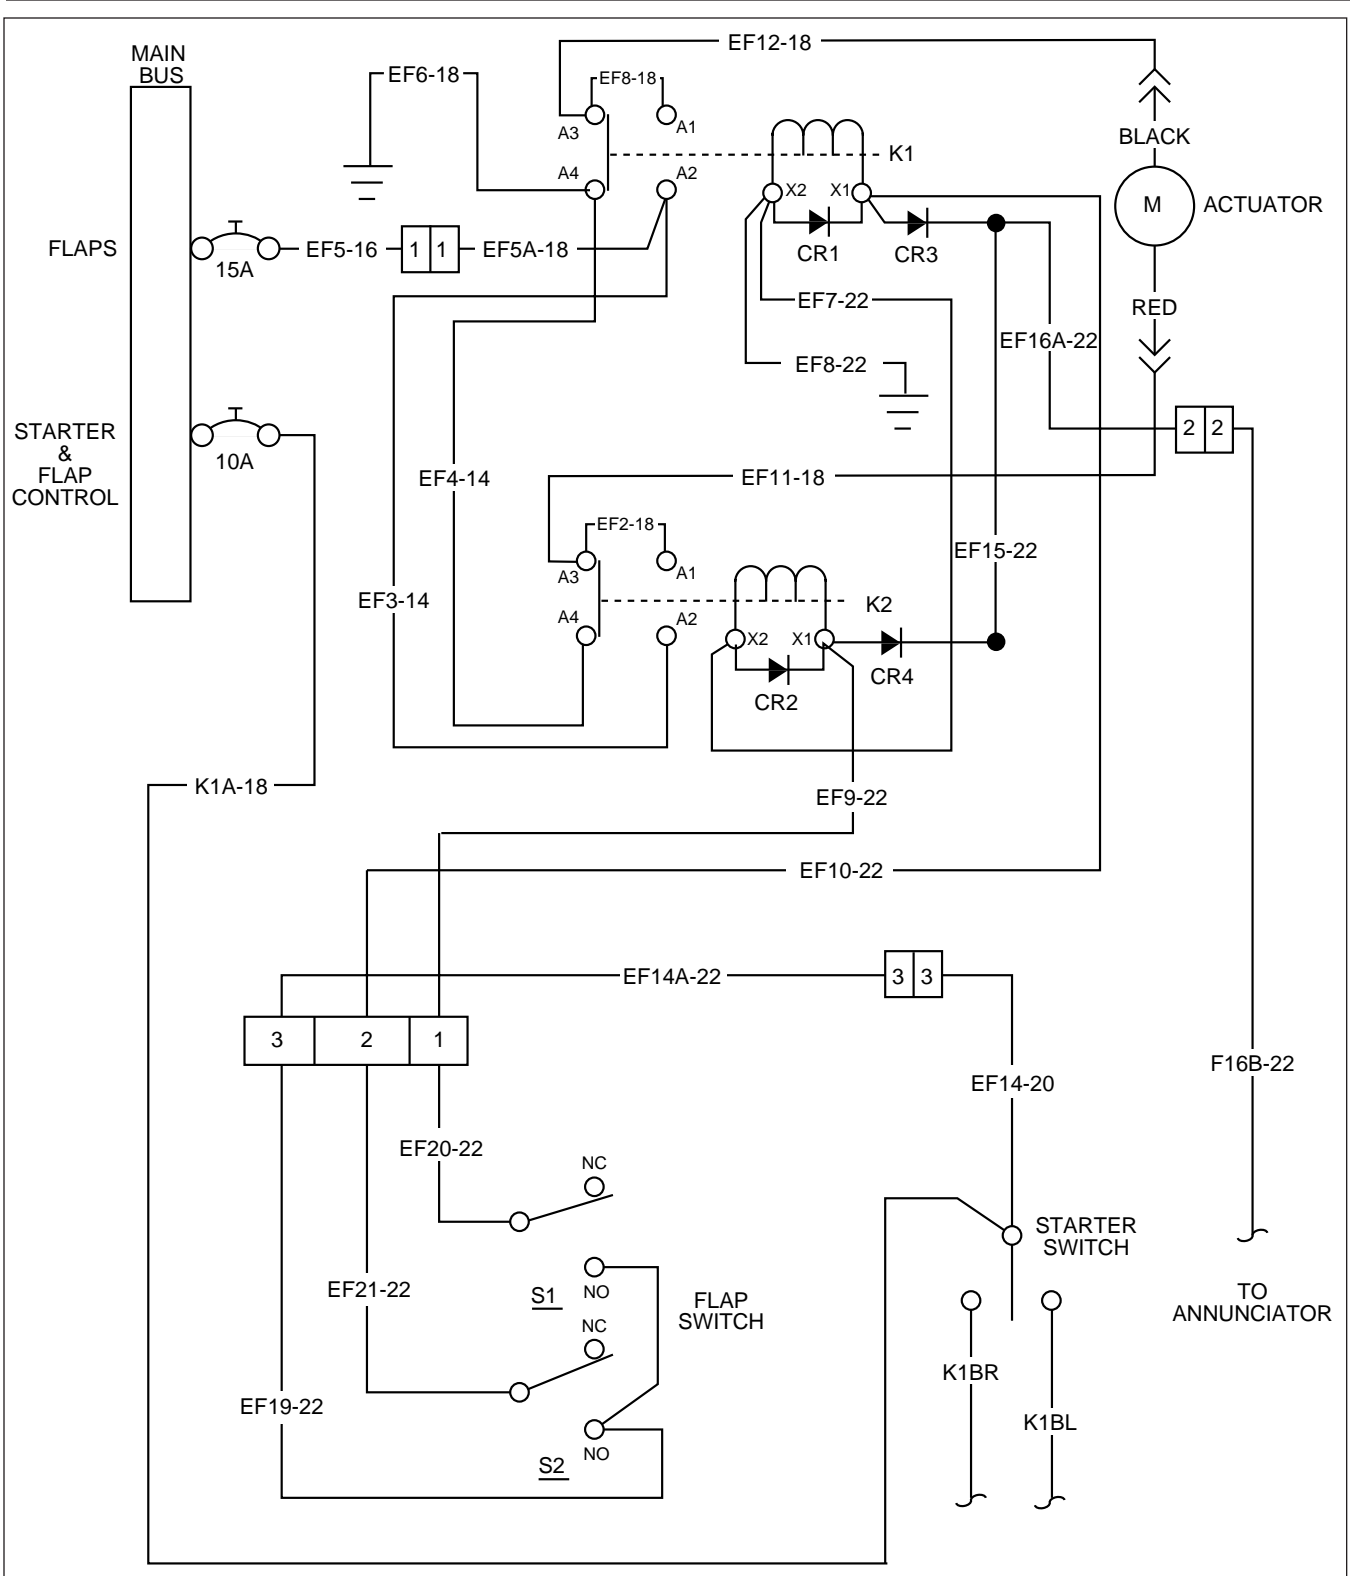 MAIN
BUS
EF12-18
EF6-18
EF8-18
A3
A1
A4
A2
K1
X2
X1
CR1
CR3
BLACK
M
ACTUATOR
RED
FLAPS
15A
EF5-16
1 1
EF5A-18
EF7-22
EF8-22
EF16A-22
2 2
STARTER
&
FLAP
CONTROL
10A
EF4-14
EF11-18
EF2-18
A3
A1
A4
A2
K2
X2
X1
CR2
CR4
EF15-22
EF3-14
K1A-18
EF9-22
EF10-22
EF14A-22
3 3
3 2 1
EF14-20
F16B-22
EF20-22
NC
NO
S1
EF21-22
NC
FLAP
SWITCH
EF19-22
NO
S2
STARTER
SWITCH
K1BR
K1BL
TO
ANNUNCIATOR